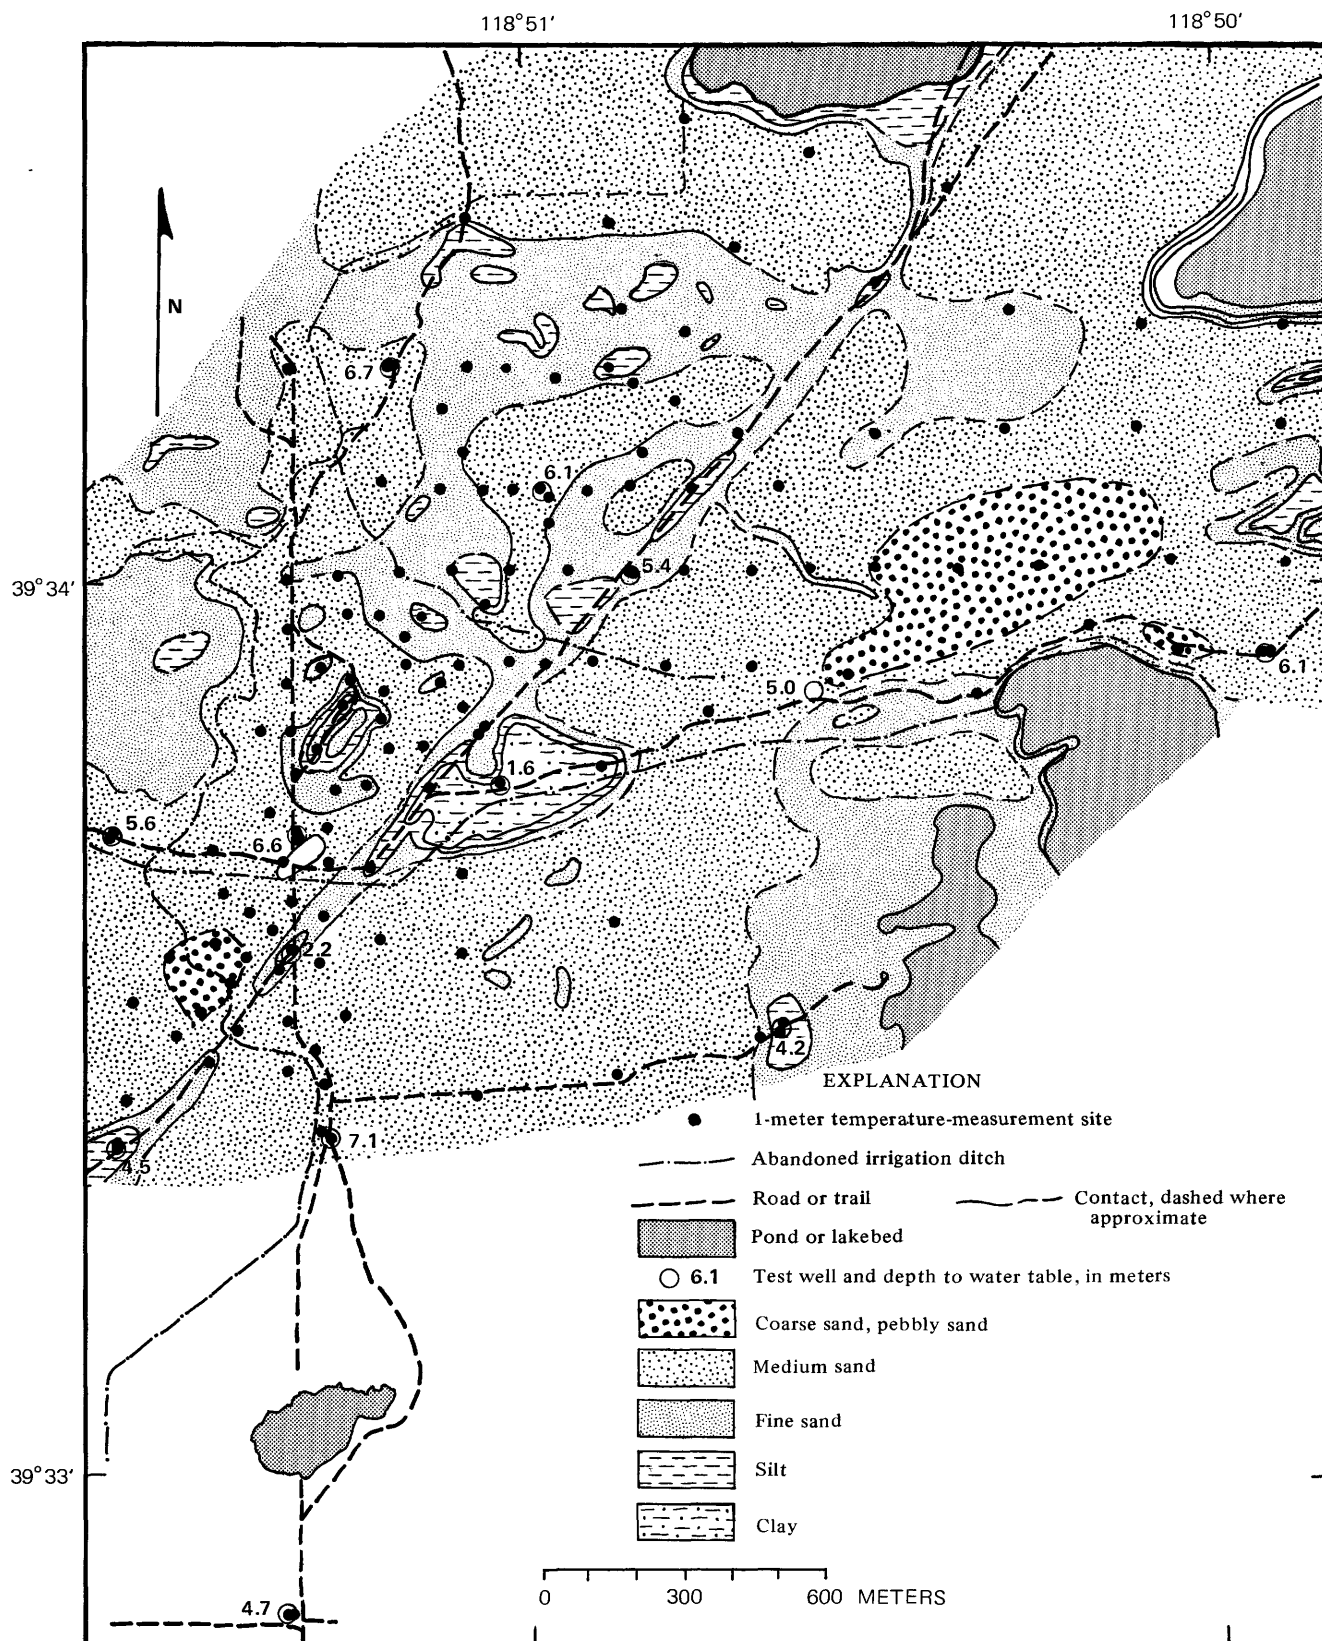 118°51′ 118°50′
N
6.7
6.1
5.4
39°34′
6.1
5.0
1.6
5.6
6.6
2.2
4.2
EXPLANATION
1-meter temperature-measurement site
7.1
4.5
Abandoned irrigation ditch
Road or trail
Contact, dashed where
approximate
Pond or lakebed
6.1 Test well and depth to water table, in meters
Coarse sand, pebbly sand
Medium sand
Fine sand
39°33′
Silt
Clay
0 300 600 METERS
4.7